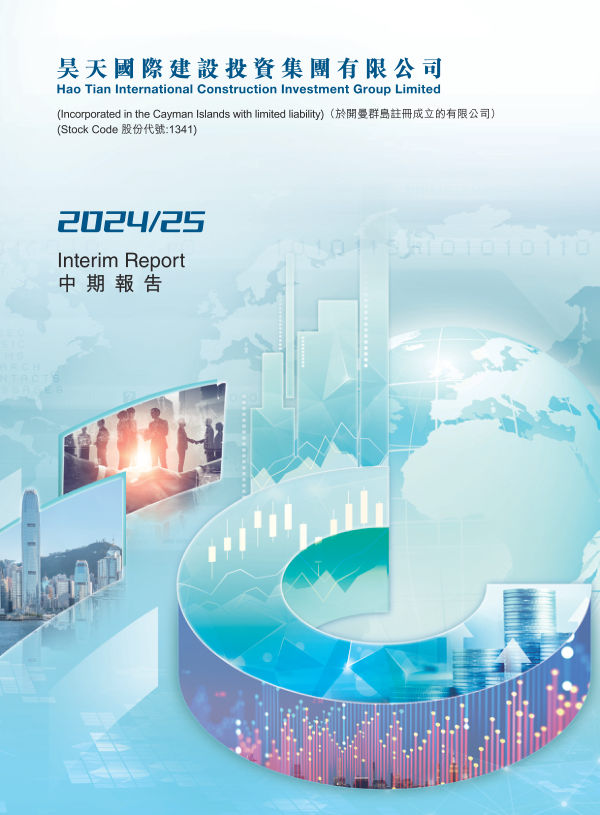 昊天國際建設投資集團有限公司
Hao Tian International Construction Investment Group Limited
(Incorporated in the Cayman Islands with limited liability)（於開曼群島註冊成立的有限公司）
(Stock Code 股份代號:1341)
2024/25
Interim Report
中期報告